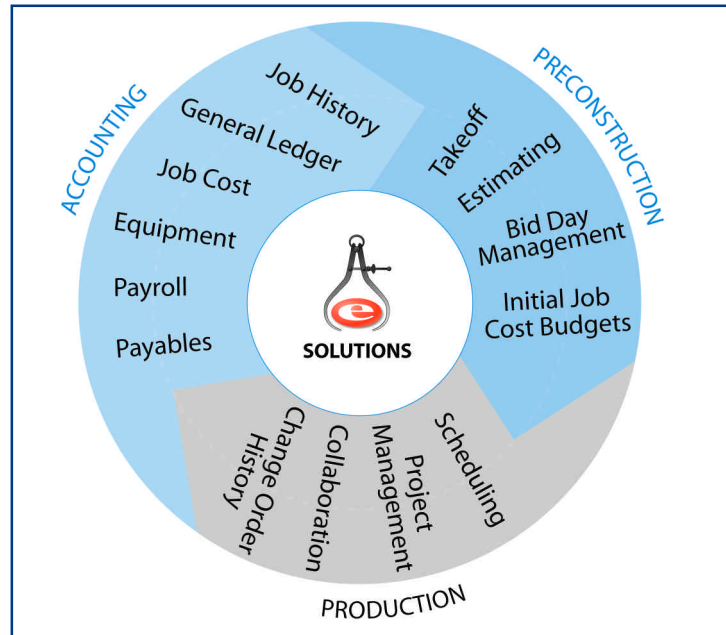 PRECONSTRUCTION
Takeoff
Estimating
Bid Day
Management
Initial Job
Cost Budgets
PRODUCTION
Scheduling
Project
Management
Collaboration
Change Order
History
ACCOUNTING
Payables
Payroll
Equipment
Job Cost
General Ledger
Job History
e
SOLUTIONS